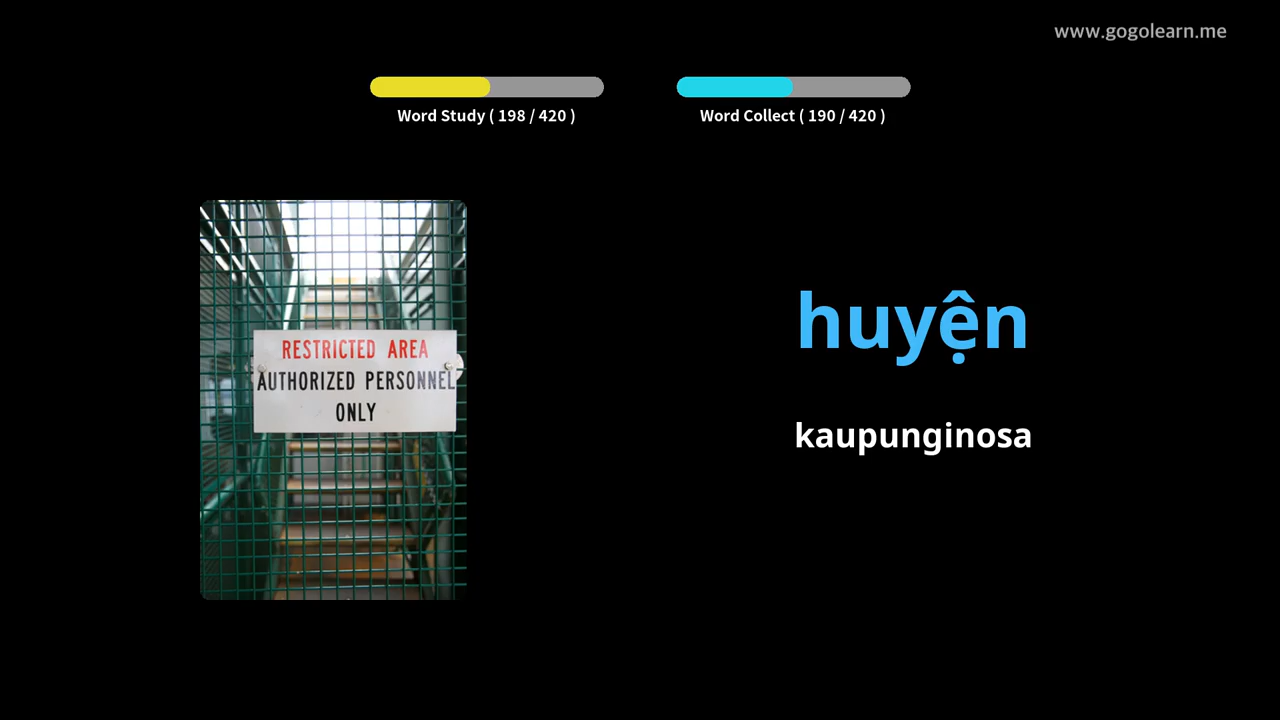 www.gogolearn.me
Word Study ( 198 / 420 )
Word Collect ( 190 / 420 )
RESTRICTED AREA
AUTHORIZED PERSONNEL
ONLY
huyện
kaupunginosa